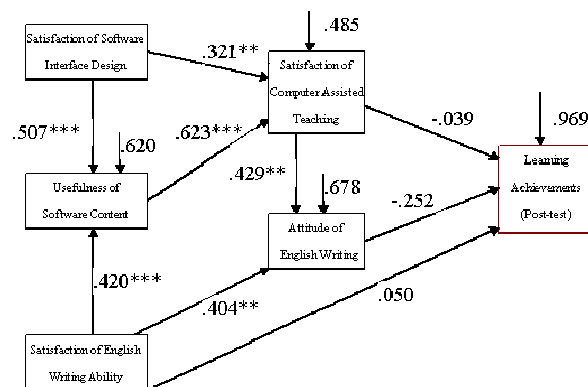 .485
Satisfaction of Software
Interface Design
.321**
Satisfaction of
Computer Assisted
Teaching
-.039
.969
.507***
.620
.623***
Learning
Achievements
(Post-test)
Usefulness of
Software Content
.429**
.678
-.252
Attitude of
English Writing
.420***
.404**
.050
Satisfaction of English
Writing Ability